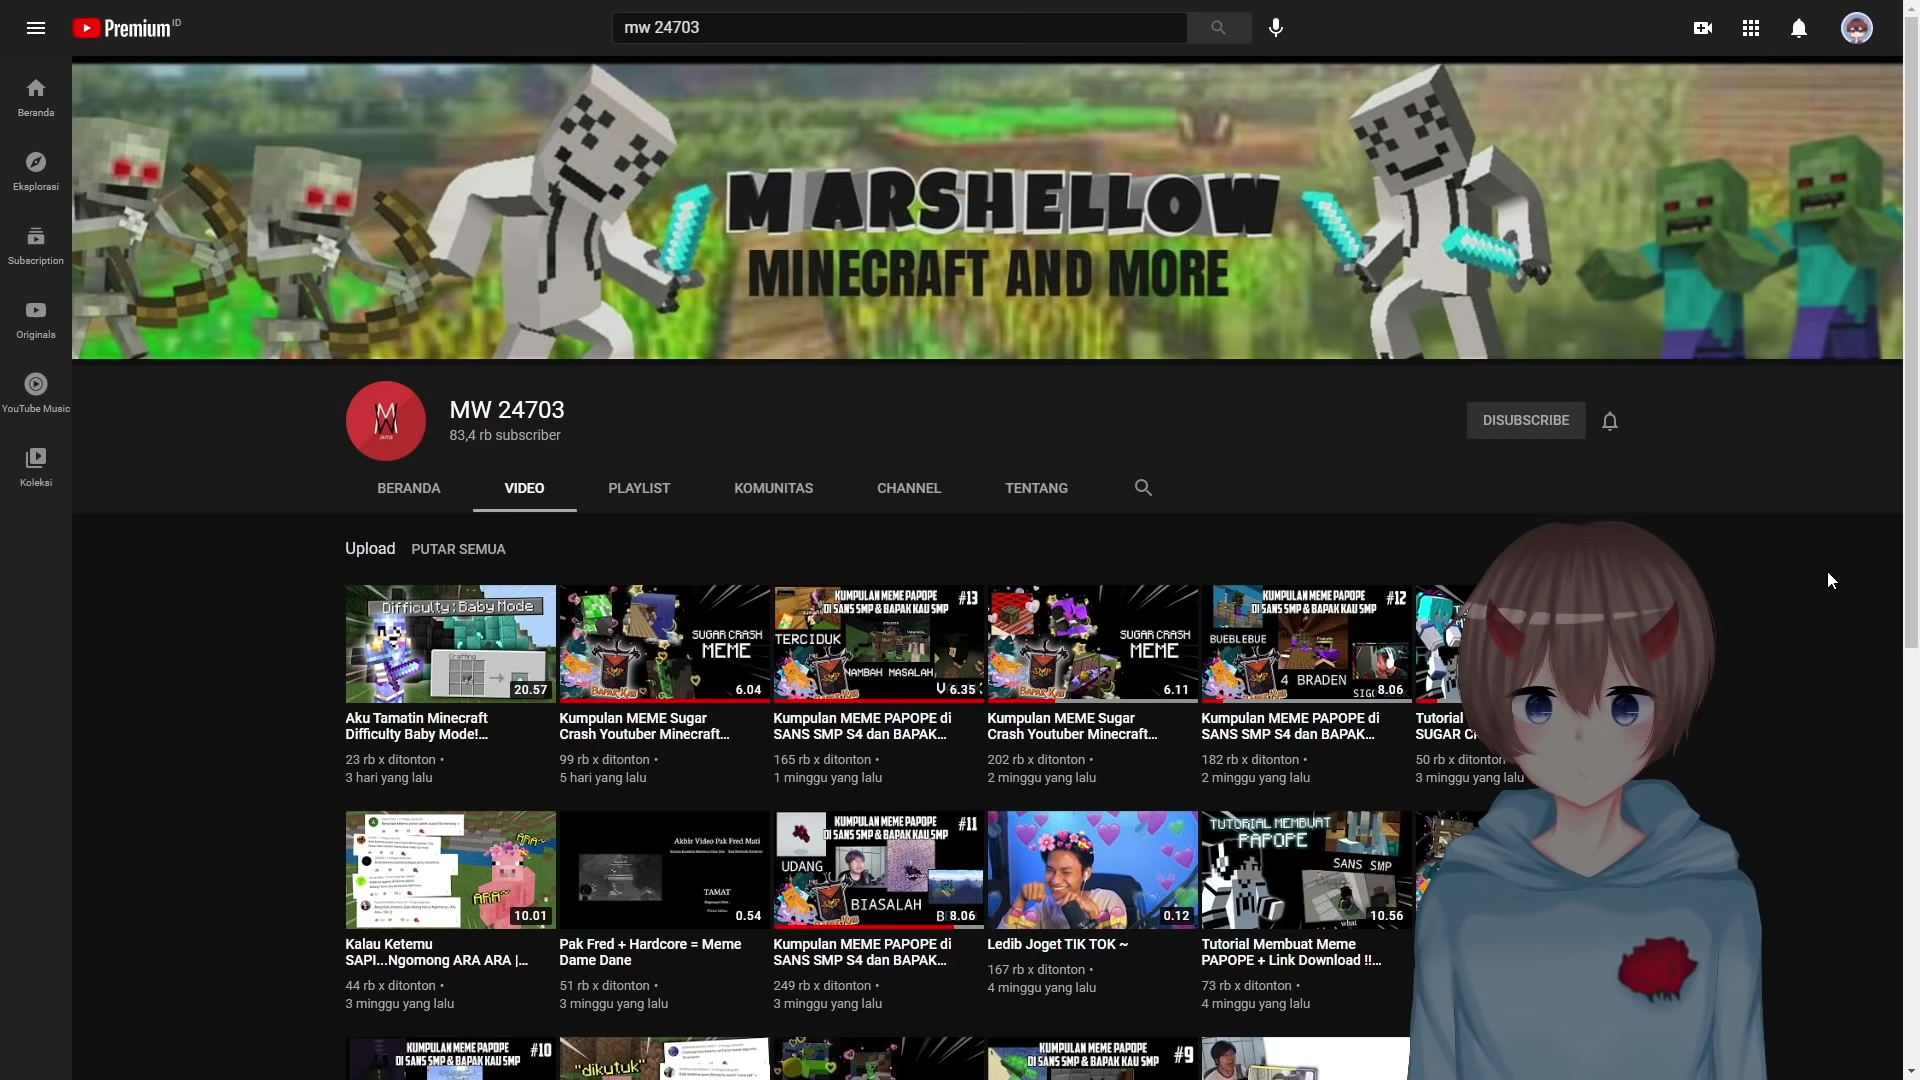 Premium ID
mw 24703
Beranda
Eksplorasi
Subscription
Originals
YouTube Music
Koleksi
MARSHELLOW
MINECRAFT AND MORE
MW 24703
83,4 rb subscriber
DISUBSCRIBE
BERANDA
VIDEO
PLAYLIST
KOMUNITAS
CHANNEL
TENTANG
Upload
PUTAR SEMUA
Difficulty : Baby Mode
Crafting
20.57
Aku Tamatin Minecraft
Difficulty Baby Mode!...
23 rb x ditonton •
3 hari yang lalu
SUGAR CRASH
MEME
SMP
BAPAK KAU
6.04
Kumpulan MEME Sugar
Crash Youtuber Minecraft...
99 rb x ditonton •
5 hari yang lalu
KUMPULAN MEME PAPOPE
DI SANS SMP & BAPAK KAU SMP
#13
TERCIDUK
NAMBAH MASALAH
6.35
Kumpulan MEME PAPOPE di
SANS SMP S4 dan BAPAK...
165 rb x ditonton •
1 minggu yang lalu
SUGAR CRASH
MEME
SMP
BAPAK KAU
6.11
Kumpulan MEME Sugar
Crash Youtuber Minecraft...
202 rb x ditonton •
2 minggu yang lalu
KUMPULAN MEME PAPOPE
DI SANS SMP & BAPAK KAU SMP
#12
BUEBLEBUE
4 BRADEN
8.06
Kumpulan MEME PAPOPE di
SANS SMP S4 dan BAPAK...
182 rb x ditonton •
2 minggu yang lalu
Tutorial
50 rb x ditonton
3 minggu yang lalu
ARA~
ARA~
10.01
Kalau Ketemu
SAPI...Ngomong ARA ARA |...
44 rb x ditonton •
3 minggu yang lalu
Akhir Video Pak Fred Mati
TAMAT
0.54
Pak Fred + Hardcore = Meme
Dame Dane
51 rb x ditonton •
3 minggu yang lalu
KUMPULAN MEME PAPOPE
DI SANS SMP & BAPAK KAU SMP
#11
UDANG
BIASALAH
8.06
Kumpulan MEME PAPOPE di
SANS SMP S4 dan BAPAK...
249 rb x ditonton •
3 minggu yang lalu
0.12
Ledib Joget TIK TOK ~
167 rb x ditonton •
4 minggu yang lalu
TUTORIAL MEMBUAT
PAPOPE
SANS SMP
what
10.56
Tutorial Membuat Meme
PAPOPE + Link Download !!...
73 rb x ditonton •
4 minggu yang lalu
KUMPULAN MEME PAPOPE
DI SANS SMP & BAPAK KAU SMP
#10
"dikutuk"
KUMPULAN MEME PAPOPE
DI SANS SMP & BAPAK KAU SMP
#9